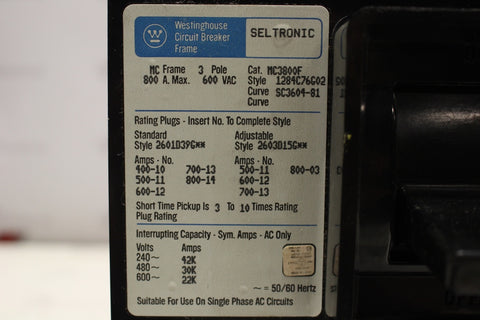 Westinghouse
Circuit Breaker
Frame
SELTRONIC
MC Frame 3 Pole Cat. MC3800F
800 A. Max. 600 VAC Style 1284C76G02
Curve
Curve SC3604-81
Rating Plugs - Insert No. To Complete Style
Standard Adjustable
Style 2601D39G** Style 2603D15G**
Amps - No. Amps - No.
400-10 700-13 500-11 800-03
500-11 800-14 600-12
600-12 700-13
Short Time Pickup Is 3 To 10 Times Rating
Plug Rating
Interrupting Capacity - Sym. Amps - AC Only
Volts Amps
240~ 42K
480~ 30K
600~ 22K
~ = 50/60 Hertz
Suitable For Use On Single Phase AC Circuits